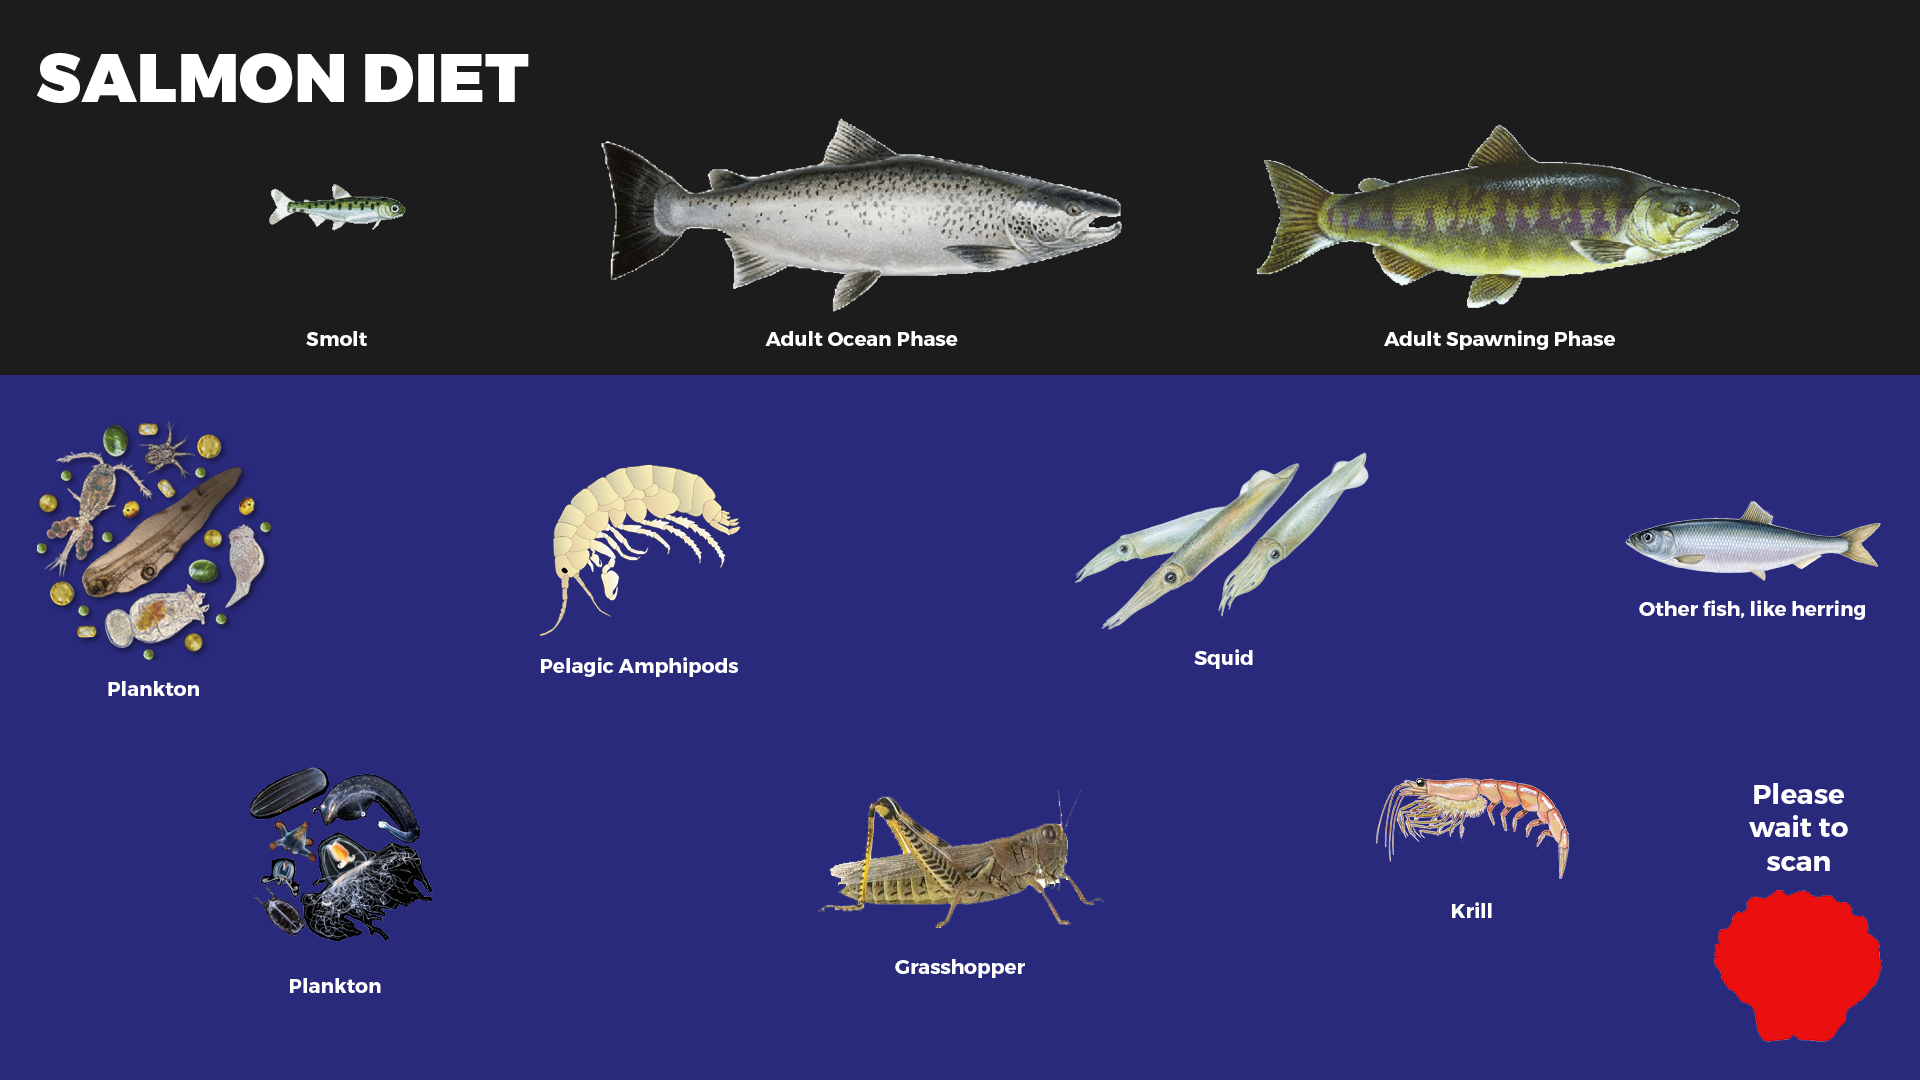 SALMON DIET
Smolt
Adult Ocean Phase
Adult Spawning Phase
Plankton
Pelagic Amphipods
Squid
Other fish, like herring
Plankton
Grasshopper
Krill
Please
wait to
scan